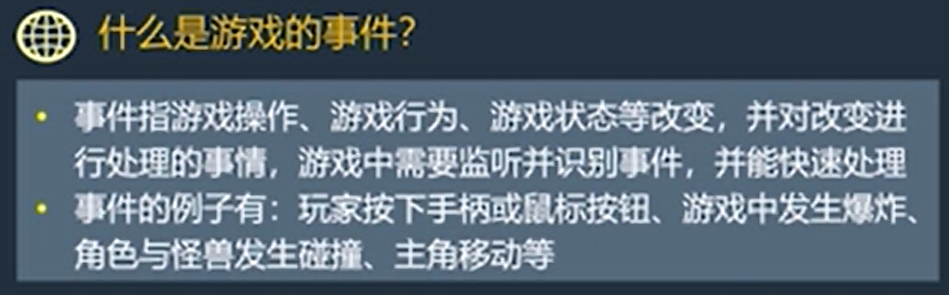 什么是游戏的事件?
• 事件指游戏操作、游戏行为、游戏状态等改变，并对改变进
行处理的事情，游戏中需要监听并识别事件，并能快速处理
• 事件的例子有：玩家按下手柄或鼠标按钮、游戏中发生爆炸、
角色与怪兽发生碰撞、主角移动等